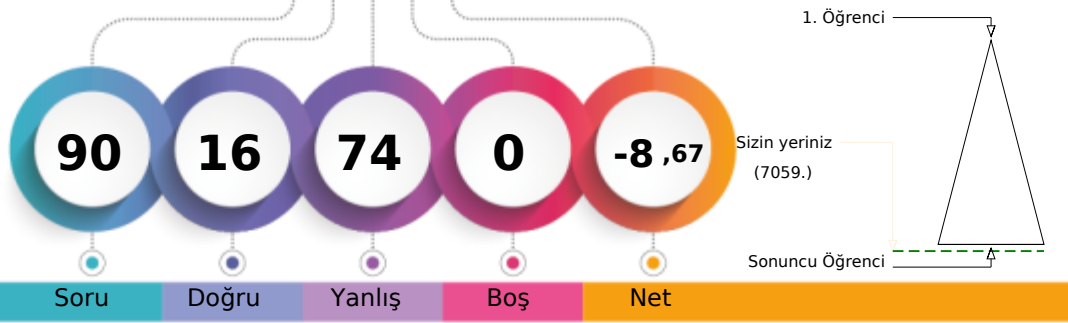 1. Öğrenci
90
16
74
0
-8 ,67
Sizin yeriniz
(7059.)
Sonuncu Öğrenci
Soru
Doğru
Yanlış
Boş
Net